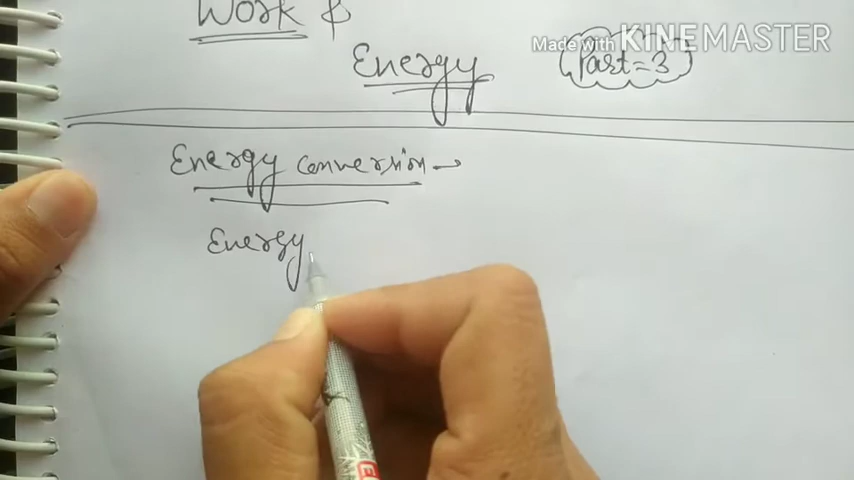 Work &
Energy
Part=3
Made with KINEMASTER
Energy conversion →
Energy